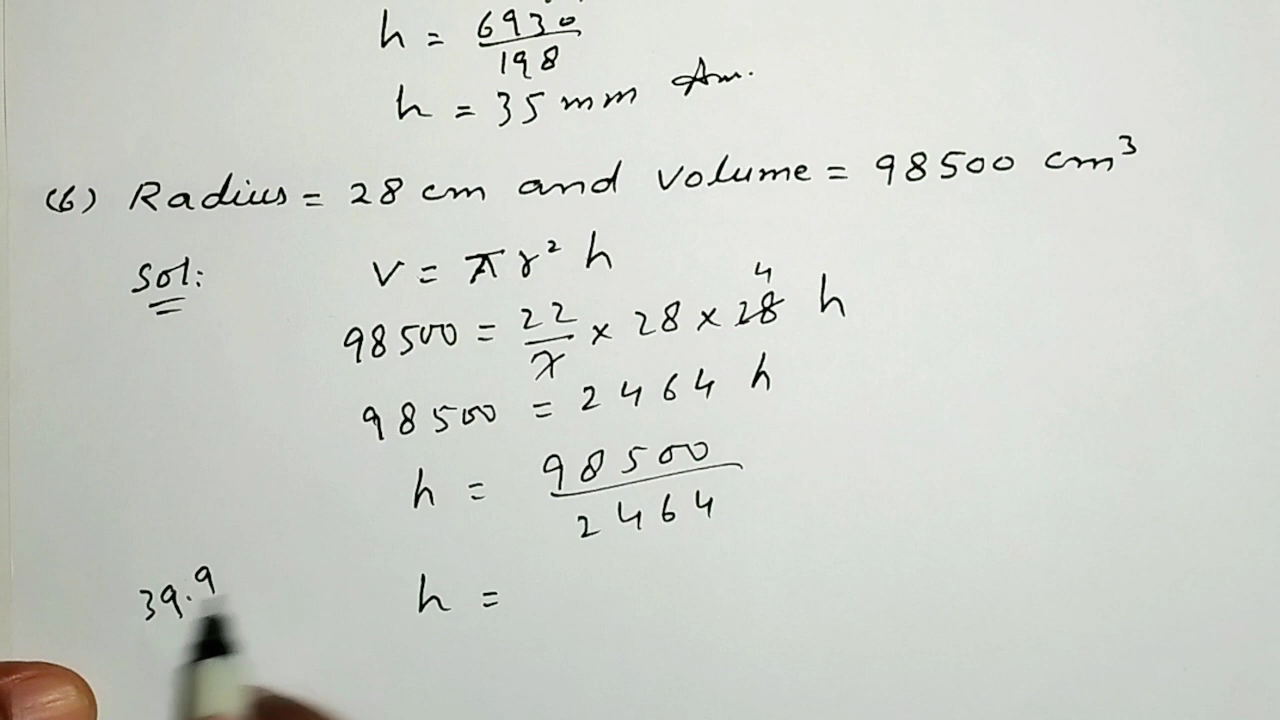 h = 6930/198
h = 35 mm Ans.
(6) Radius = 28 cm and volume = 98500 cm³
Sol:
V = πr² h
98500 = 22/7 × 28 × 28 4 h
98500 = 2464 h
h = 98500/2464
39.9
h =